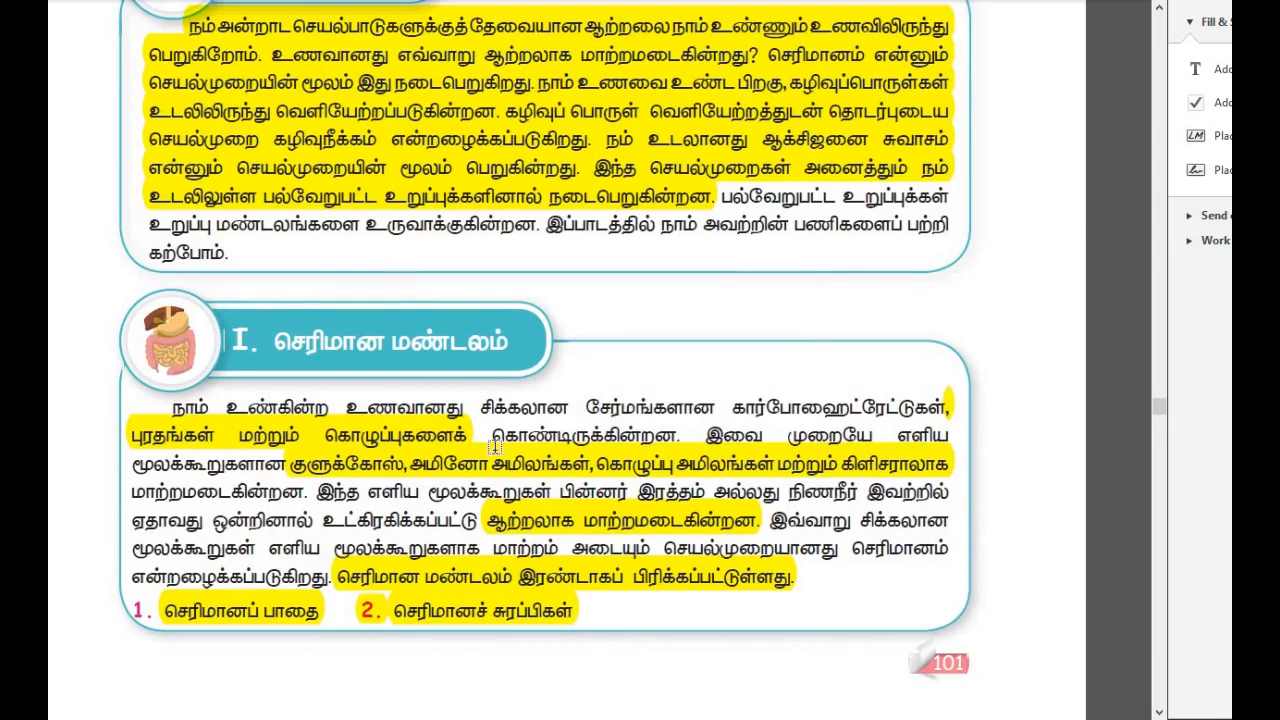 நம் அன்றாட செயல்பாடுகளுக்குத் தேவையான ஆற்றலை நாம் உண்ணும் உணவிலிருந்து
பெறுகிறோம். உணவானது எவ்வாறு ஆற்றலாக மாற்றமடைகின்றது? செரிமானம் என்னும்
செயல்முறையின் மூலம் இது நடைபெறுகிறது. நாம் உணவை உண்ட பிறகு, கழிவுப்பொருள்கள்
உடலிலிருந்து வெளியேற்றப்படுகின்றன. கழிவுப் பொருள் வெளியேற்றத்துடன் தொடர்புடைய
செயல்முறை கழிவுநீக்கம் என்றழைக்கப்படுகிறது. நம் உடலானது ஆக்சிஜனை சுவாசம்
என்னும் செயல்முறையின் மூலம் பெறுகின்றது. இந்த செயல்முறைகள் அனைத்தும் நம்
உடலிலுள்ள பல்வேறுபட்ட உறுப்புக்களினால் நடைபெறுகின்றன. பல்வேறுபட்ட உறுப்புக்கள்
உறுப்பு மண்டலங்களை உருவாக்குகின்றன. இப்பாடத்தில் நாம் அவற்றின் பணிகளைப் பற்றி
கற்போம்.
I. செரிமான மண்டலம்
நாம் உண்கின்ற உணவானது சிக்கலான சேர்மங்களான கார்போஹைட்ரேட்டுகள்,
புரதங்கள் மற்றும் கொழுப்புகளைக் கொண்டிருக்கின்றன. இவை முறையே எளிய
மூலக்கூறுகளான குளுக்கோஸ், அமினோ அமிலங்கள், கொழுப்பு அமிலங்கள் மற்றும் கிளிசராலாக
மாற்றமடைகின்றன. இந்த எளிய மூலக்கூறுகள் பின்னர் இரத்தம் அல்லது நிணநீர் இவற்றில்
ஏதாவது ஒன்றினால் உட்கிரகிக்கப்பட்டு ஆற்றலாக மாற்றமடைகின்றன. இவ்வாறு சிக்கலான
மூலக்கூறுகள் எளிய மூலக்கூறுகளாக மாற்றம் அடையும் செயல்முறையானது செரிமானம்
என்றழைக்கப்படுகிறது. செரிமான மண்டலம் இரண்டாகப் பிரிக்கப்பட்டுள்ளது.
1. செரிமானப் பாதை 2. செரிமானச் சுரப்பிகள்
101
Fill &
Add
Add
Plac
Plac
Send
Work